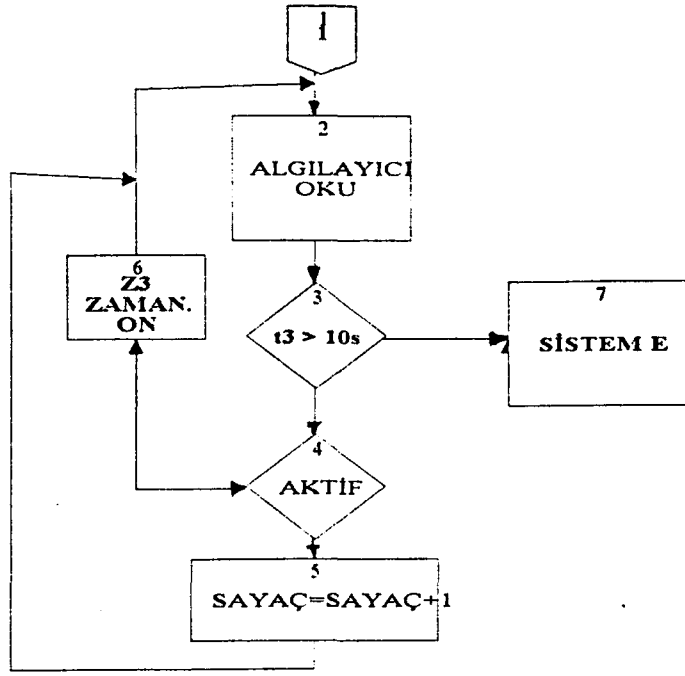 1
2
ALGILAYICI
OKU
6
Z3
ZAMAN.
ON
3
t3 > 10s
7
SİSTEM E
4
AKTİF
5
SAYAÇ=SAYAÇ+1